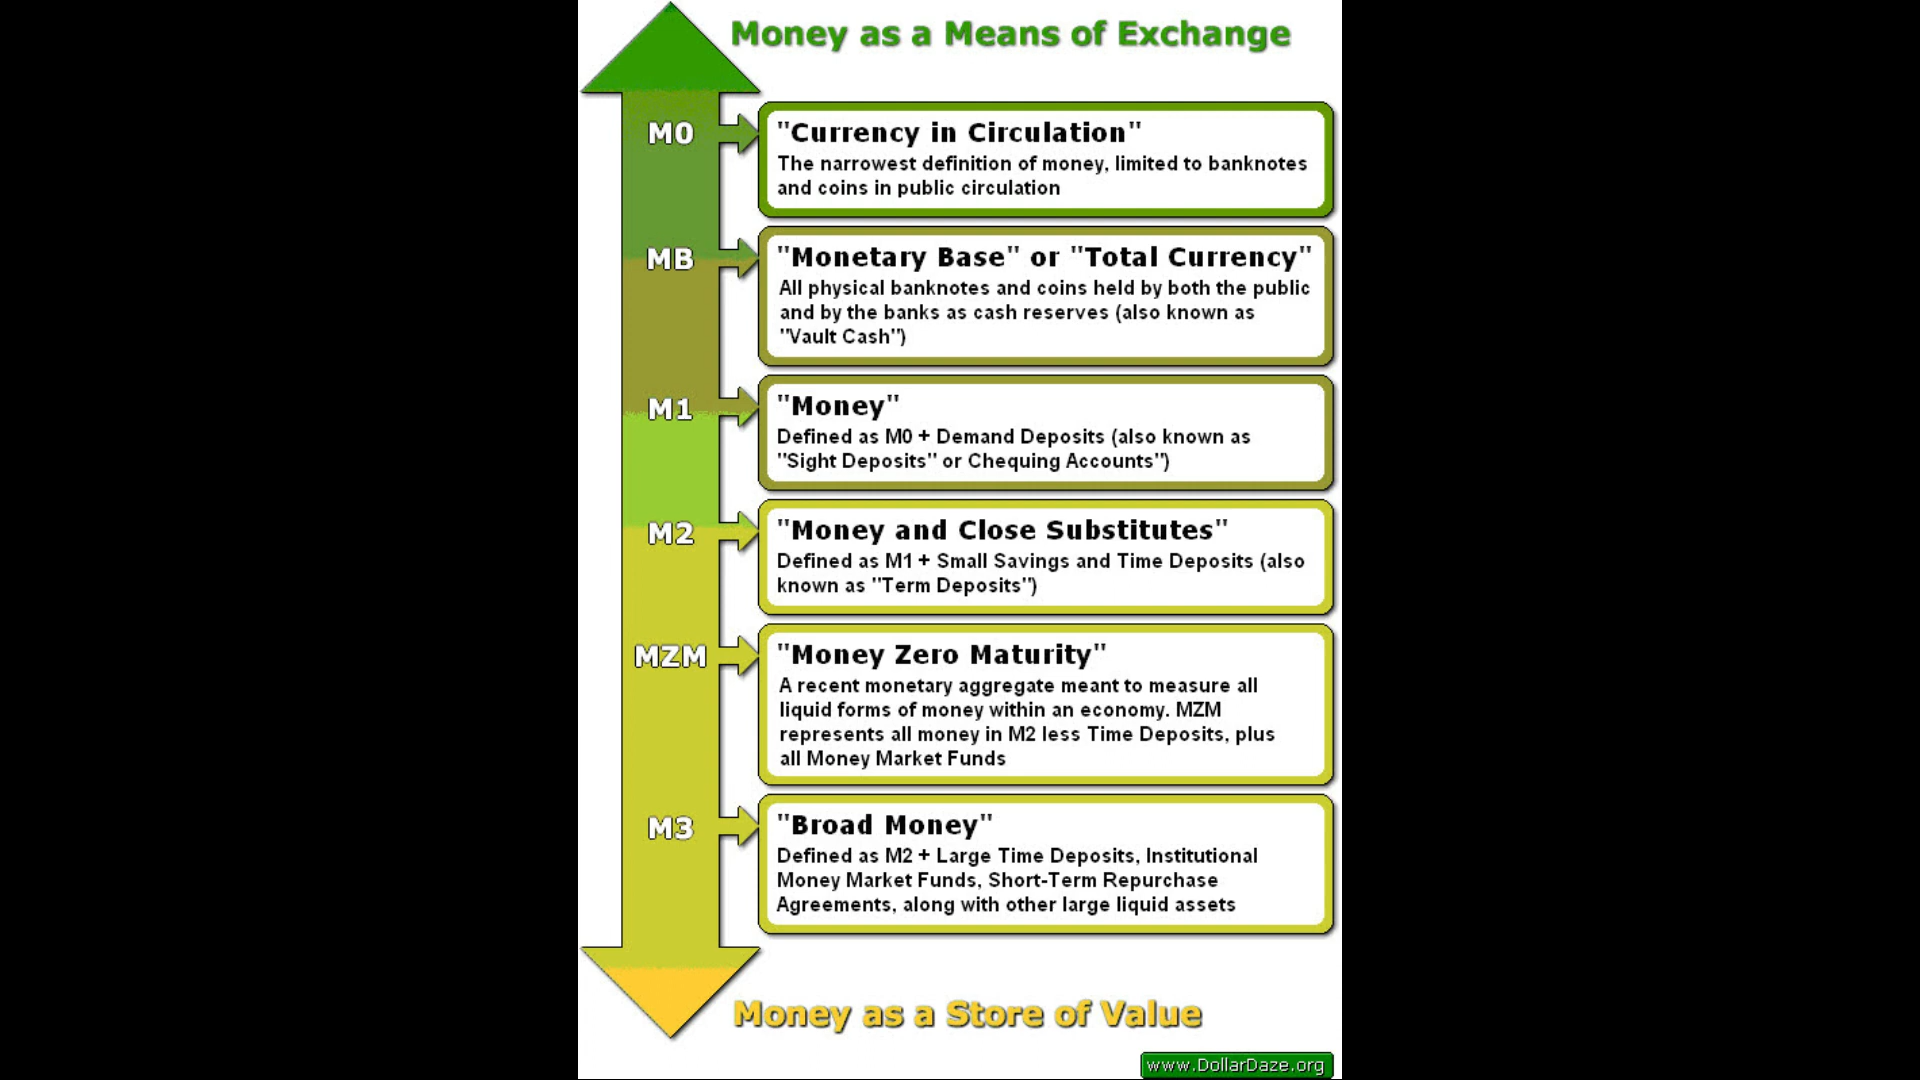 Money as a Means of Exchange
M0
"Currency in Circulation"
The narrowest definition of money, limited to banknotes
and coins in public circulation
MB
"Monetary Base" or "Total Currency"
All physical banknotes and coins held by both the public
and by the banks as cash reserves (also known as
"Vault Cash")
M1
"Money"
Defined as M0 + Demand Deposits (also known as
"Sight Deposits" or Chequing Accounts")
M2
"Money and Close Substitutes"
Defined as M1 + Small Savings and Time Deposits (also
known as "Term Deposits")
MZM
"Money Zero Maturity"
A recent monetary aggregate meant to measure all
liquid forms of money within an economy. MZM
represents all money in M2 less Time Deposits, plus
all Money Market Funds
M3
"Broad Money"
Defined as M2 + Large Time Deposits, Institutional
Money Market Funds, Short-Term Repurchase
Agreements, along with other large liquid assets
Money as a Store of Value
www.DollarDaze.org